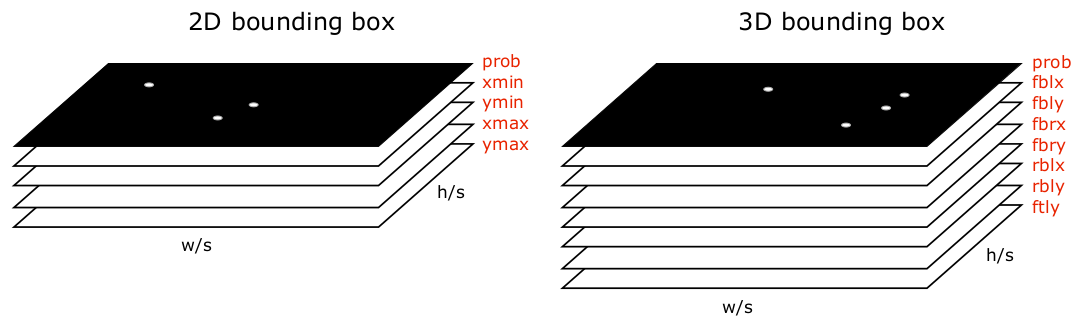 2D bounding box
prob
xmin
ymin
xmax
ymax
h/s
w/s
3D bounding box
prob
fblx
fbly
fbrx
fbry
rblx
rbly
ftly
h/s
w/s